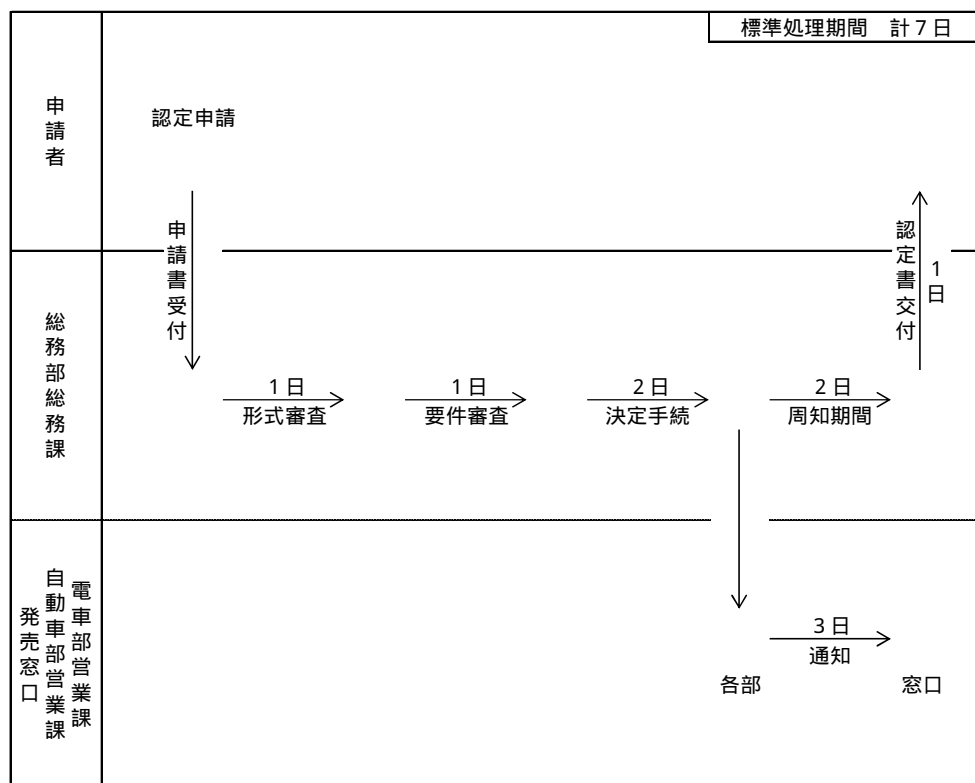 標準処理期間　計７日
申請者
認定申請
申請書受付
認定書交付
１日
総務部総務課
１日
形式審査
１日
要件審査
２日
決定手続
２日
周知期間
電車部営業課
自動車部営業課
発売窓口
３日
通知
各部
窓口